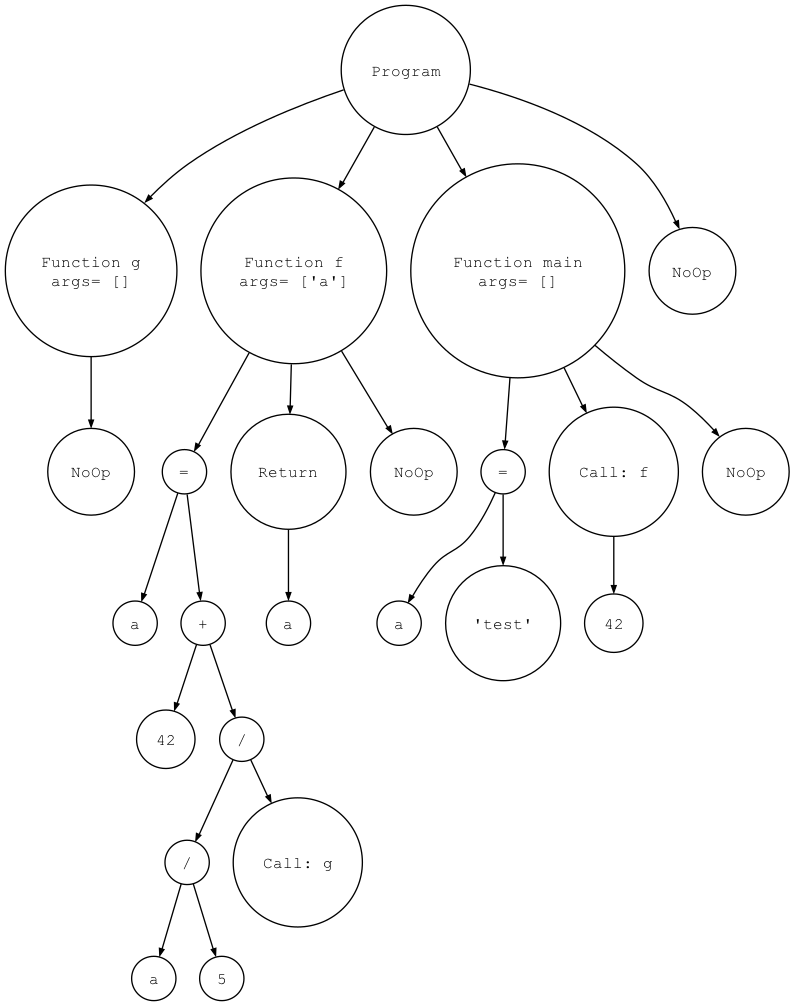 Program
Function g
args= []
Function f
args= ['a']
Function main
args= []
NoOp
NoOp
=
Return
NoOp
=
Call: f
NoOp
a
+
a
a
'test'
42
42
/
/
Call: g
a
5